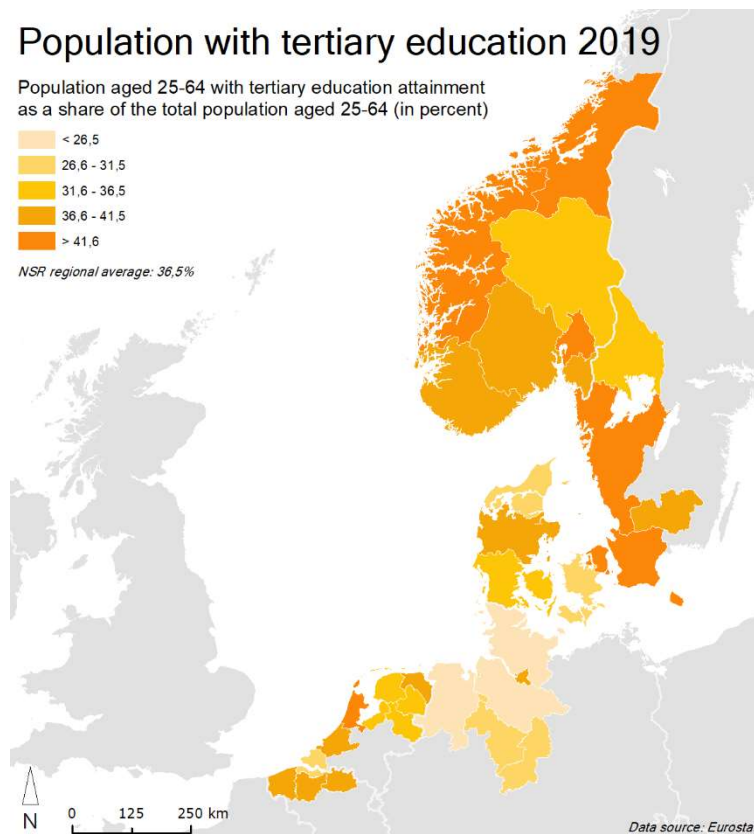 Population with tertiary education 2019
Population aged 25-64 with tertiary education attainment
as a share of the total population aged 25-64 (in percent)
< 26,5
26,6 - 31,5
31,6 - 36,5
36,6 - 41,5
> 41,6
NSR regional average: 36,5%
N
0 125 250 km
Data source: Eurosta